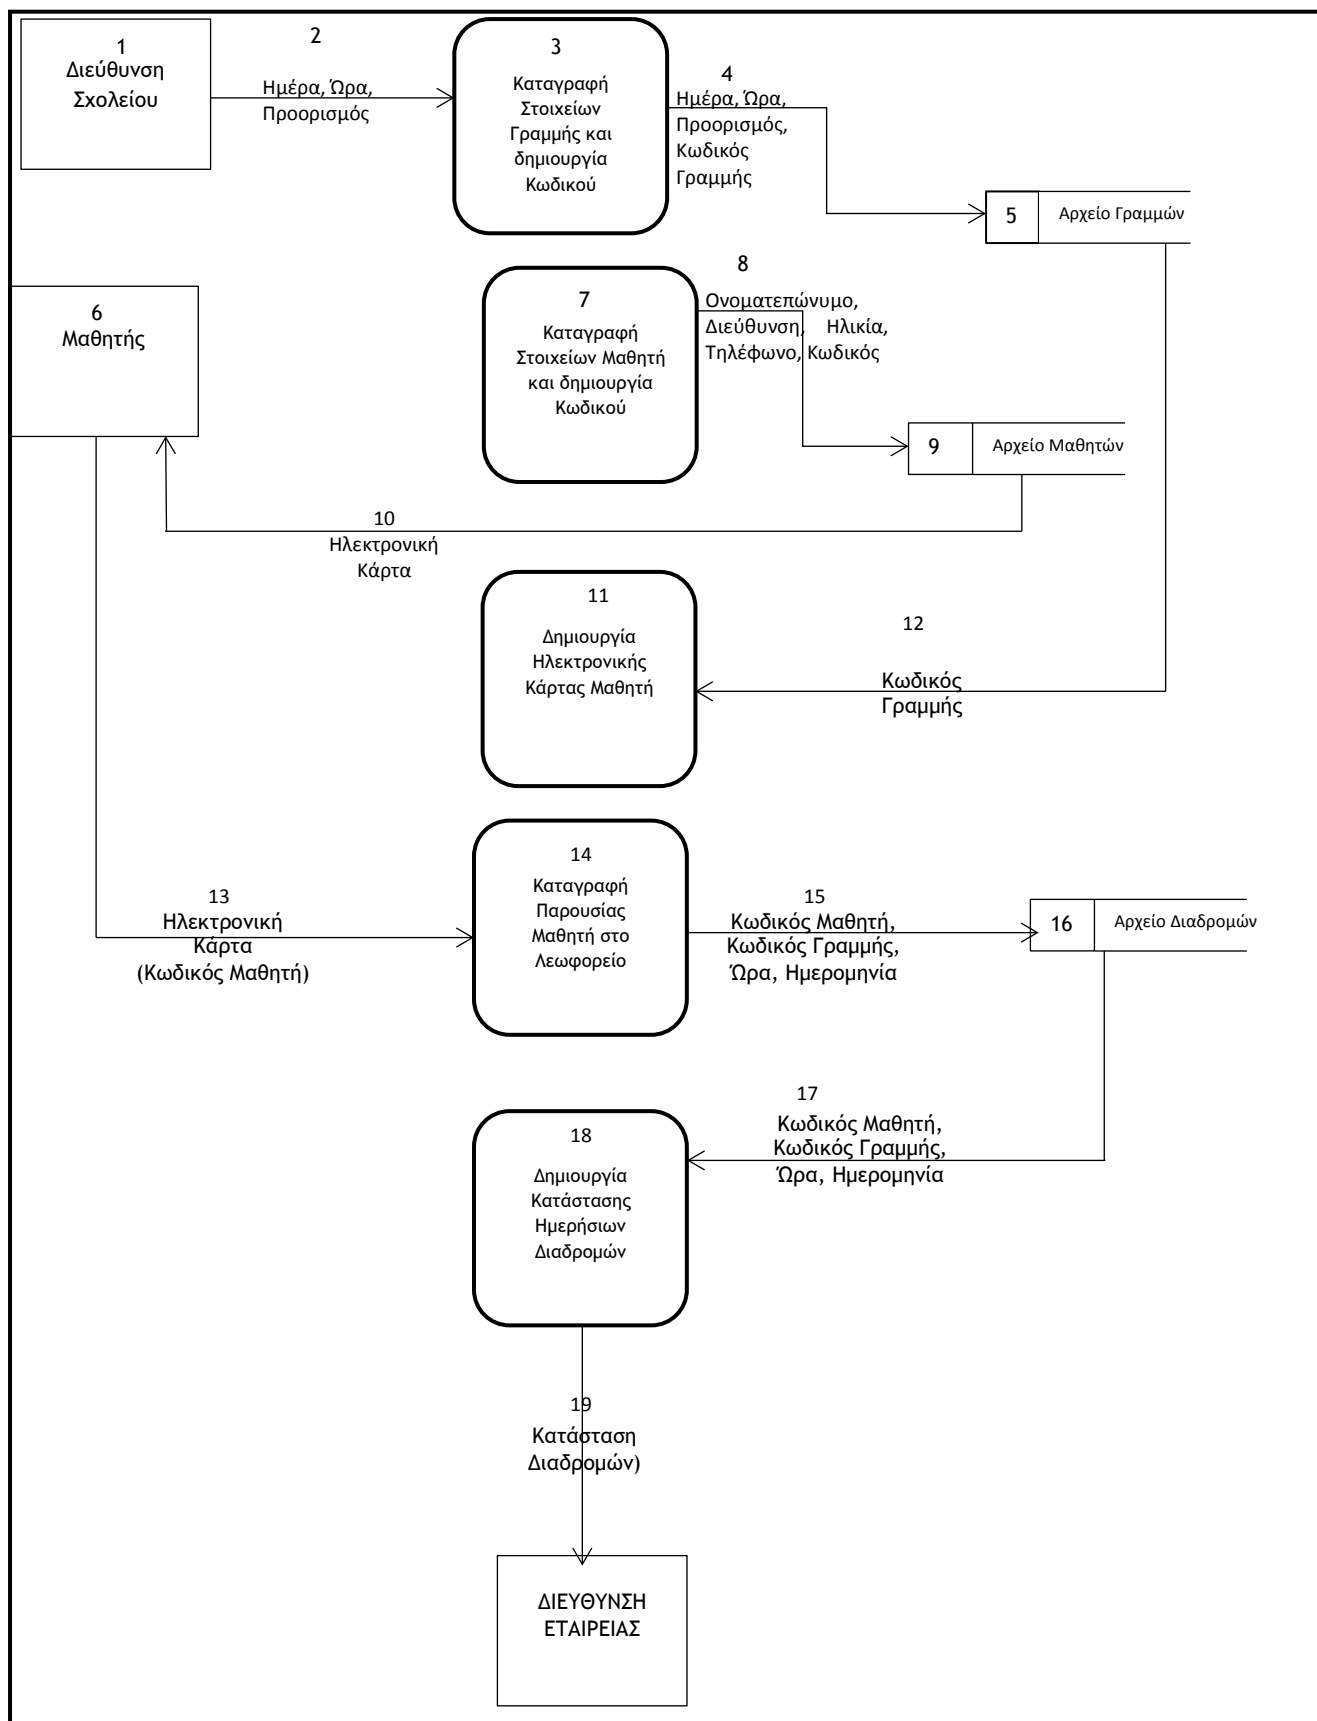 1
Διεύθυνση
Σχολείου
2
Ημέρα, Ώρα,
Προορισμός
3
Καταγραφή
Στοιχείων
Γραμμής και
δημιουργία
Κωδικού
4
Ημέρα, Ώρα,
Προορισμός,
Κωδικός
Γραμμής
5
Αρχείο Γραμμών
6
Μαθητής
7
Καταγραφή
Στοιχείων Μαθητή
και δημιουργία
Κωδικού
8
Ονοματεπώνυμο,
Διεύθυνση, Ηλικία,
Τηλέφωνο, Κωδικός
9
Αρχείο Μαθητών
10
Ηλεκτρονική
Κάρτα
11
Δημιουργία
Ηλεκτρονικής
Κάρτας Μαθητή
12
Κωδικός
Γραμμής
13
Ηλεκτρονική
Κάρτα
(Κωδικός Μαθητή)
14
Καταγραφή
Παρουσίας
Μαθητή στο
Λεωφορείο
15
Κωδικός Μαθητή,
Κωδικός Γραμμής,
Ώρα, Ημερομηνία
16
Αρχείο Διαδρομών
17
Κωδικός Μαθητή,
Κωδικός Γραμμής,
Ώρα, Ημερομηνία
18
Δημιουργία
Κατάστασης
Ημερήσιων
Διαδρομών
19
Κατάσταση
Διαδρομών)
ΔΙΕΥΘΥΝΣΗ
ΕΤΑΙΡΕΙΑΣ